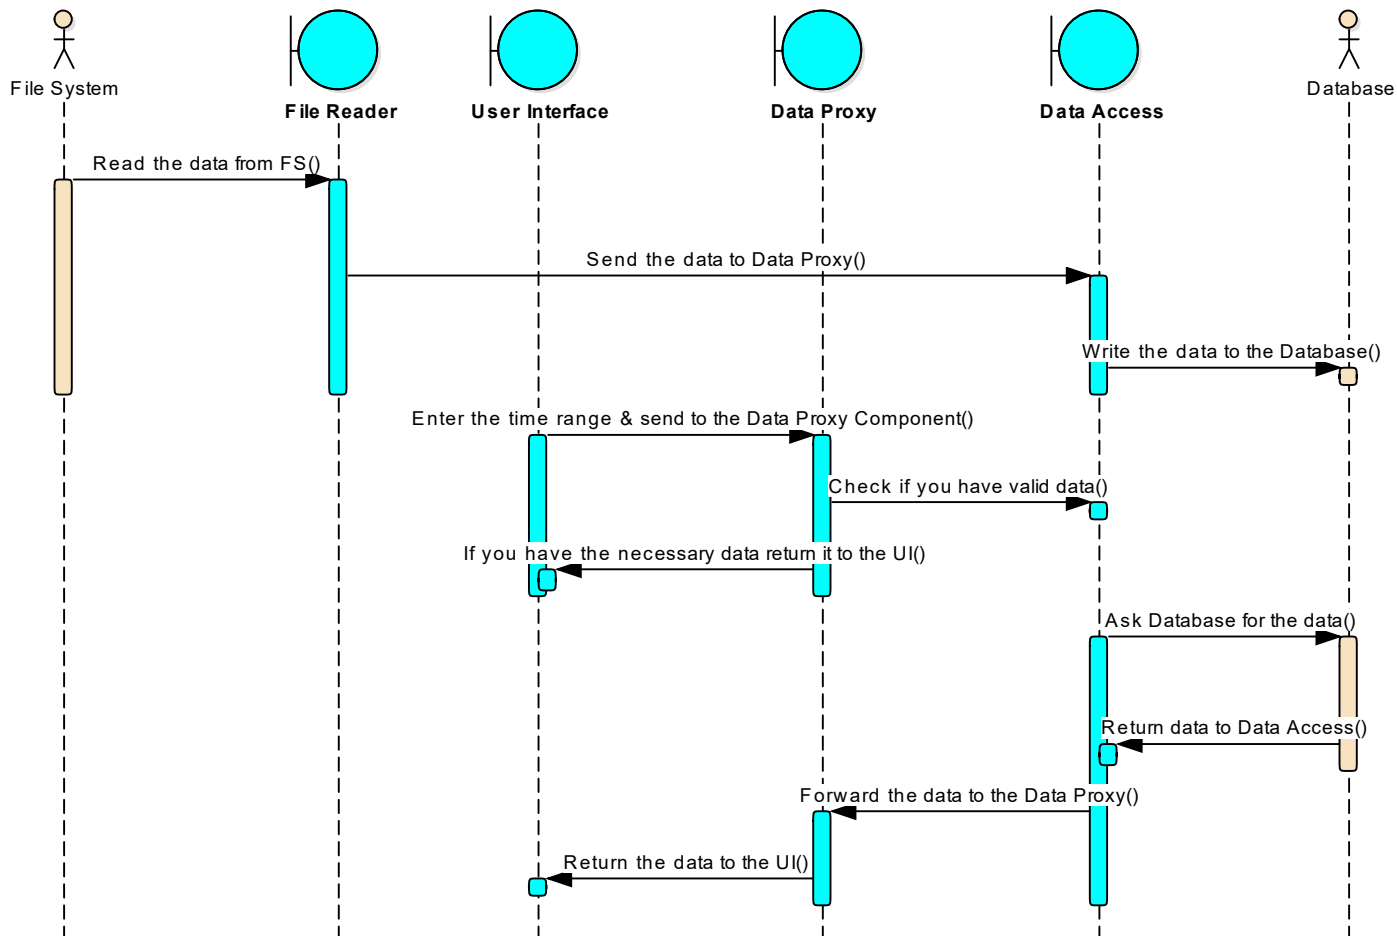 File System
File Reader
User Interface
Data Proxy
Data Access
Database
Read the data from FS()
Send the data to Data Proxy()
Write the data to the Database()
Enter the time range & send to the Data Proxy Component()
Check if you have valid data()
If you have the necessary data return it to the UI()
Ask Database for the data()
Return data to Data Access()
Forward the data to the Data Proxy()
Return the data to the UI()